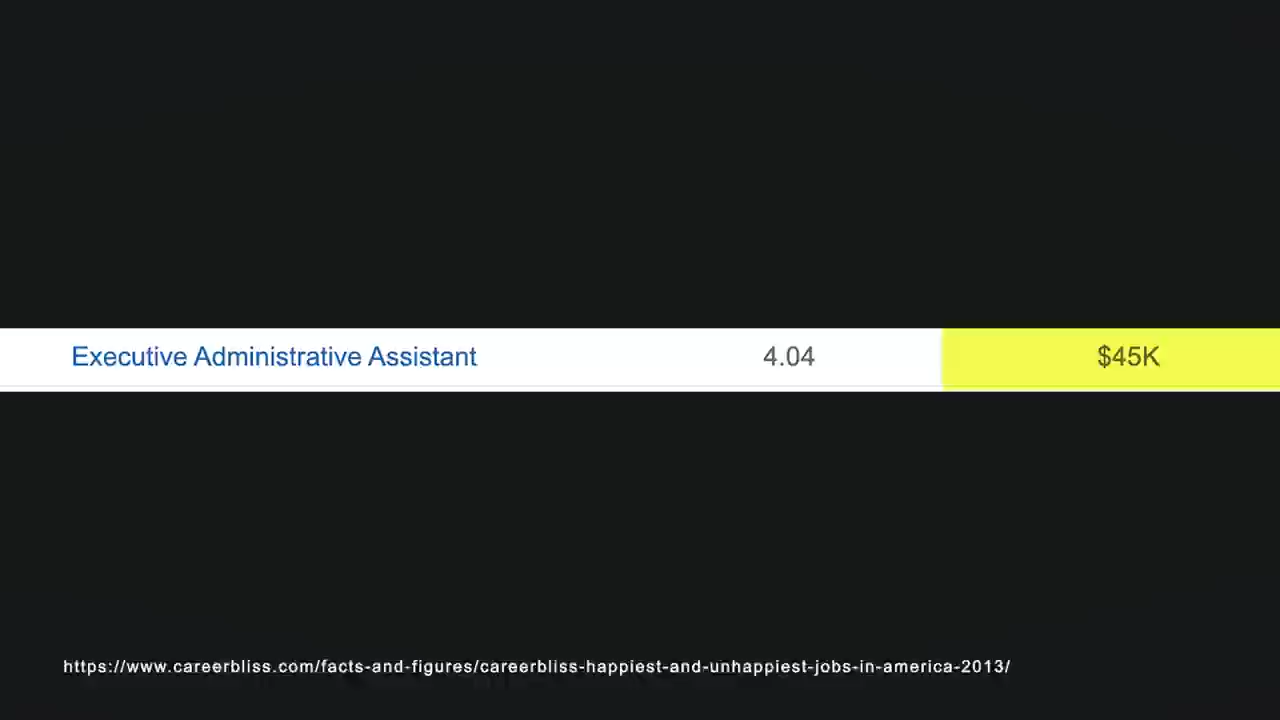 Executive Administrative Assistant 4.04 $45K
https://www.careerbliss.com/facts-and-figures/careerbliss-happiest-and-unhappiest-jobs-in-america-2013/